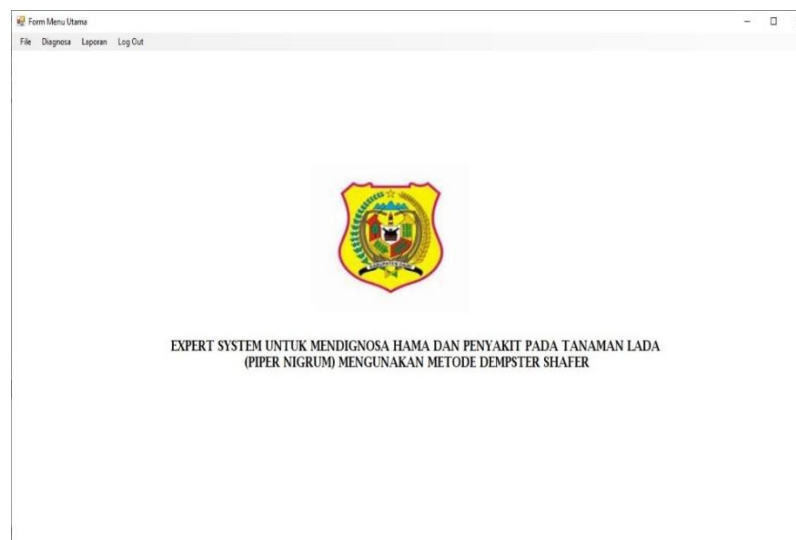 Form Menu Utama
File Diagnosa Laporan Log Out
EXPERT SYSTEM UNTUK MENDIGNOSA HAMA DAN PENYAKIT PADA TANAMAN LADA
(PIPER NIGRUM) MENGUNAKAN METODE DEMPSTER SHAFER